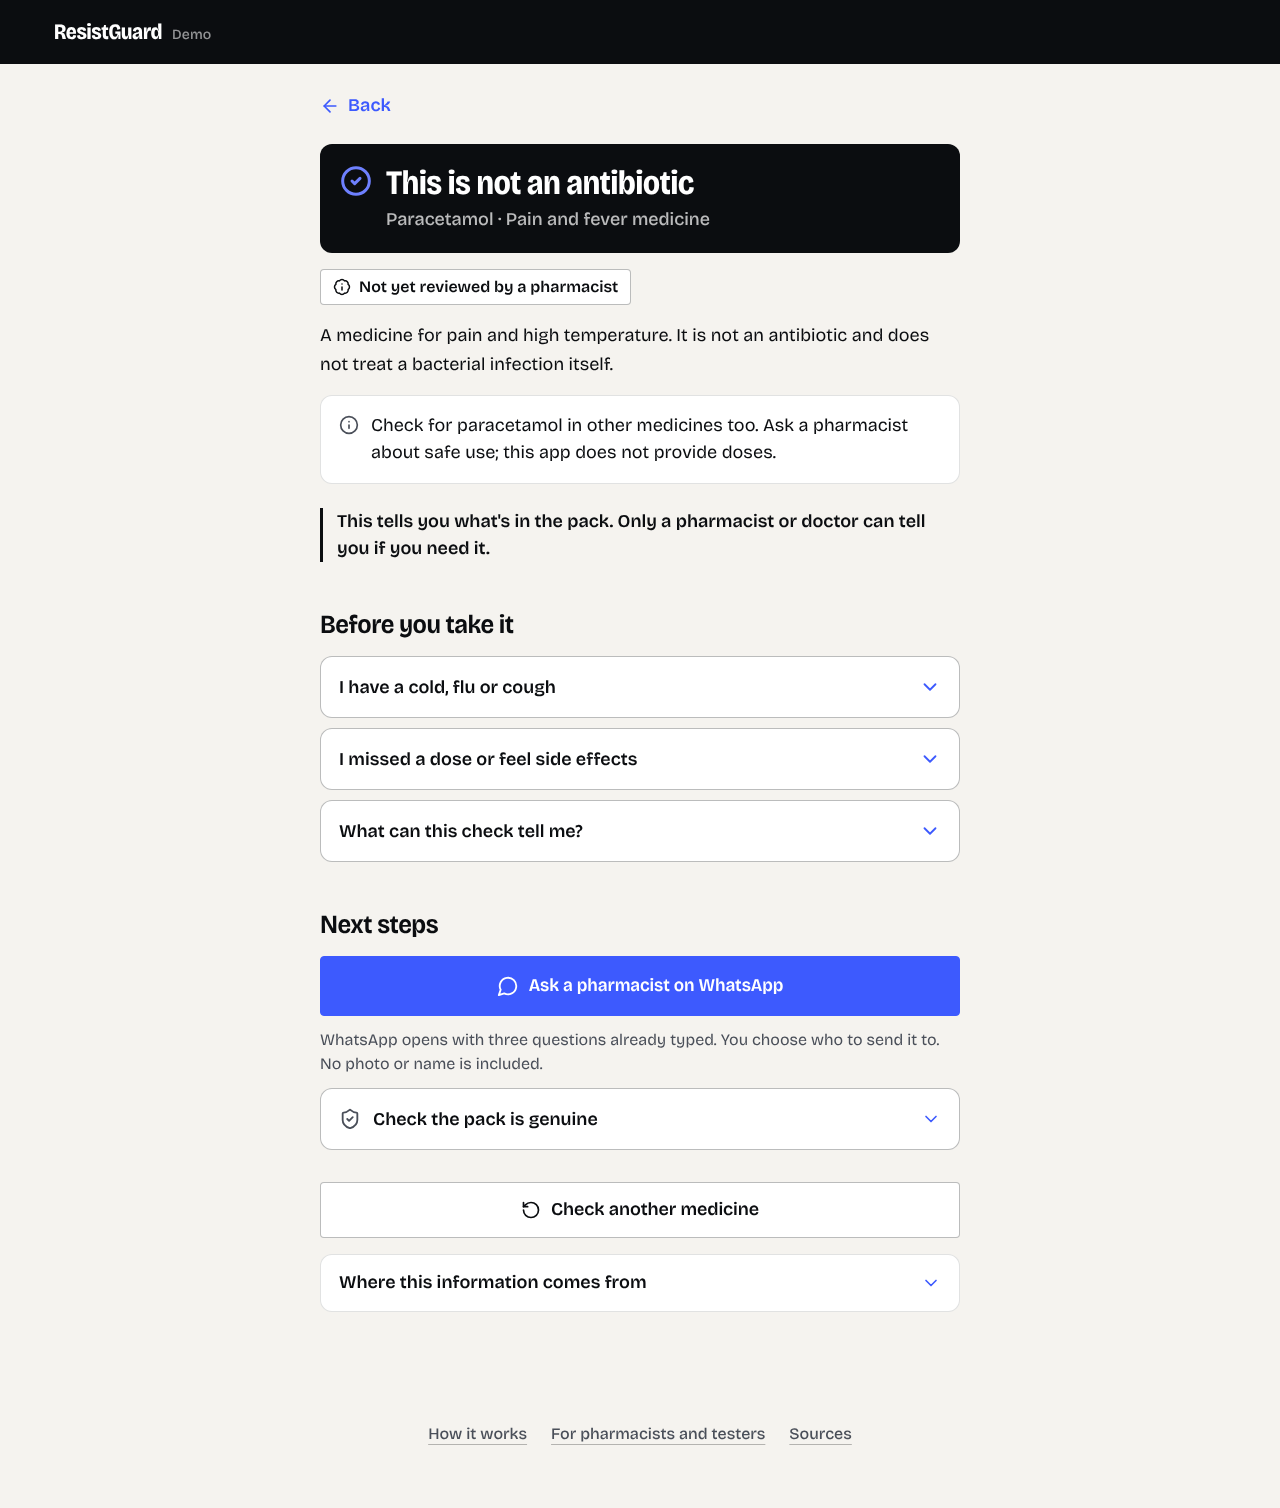 ResistGuard Demo
Back
This is not an antibiotic
Paracetamol · Pain and fever medicine
Not yet reviewed by a pharmacist
A medicine for pain and high temperature. It is not an antibiotic and does
not treat a bacterial infection itself.
Check for paracetamol in other medicines too. Ask a pharmacist
about safe use; this app does not provide doses.
This tells you what's in the pack. Only a pharmacist or doctor can tell
you if you need it.
Before you take it
I have a cold, flu or cough
I missed a dose or feel side effects
What can this check tell me?
Next steps
Ask a pharmacist on WhatsApp
WhatsApp opens with three questions already typed. You choose who to send it to.
No photo or name is included.
Check the pack is genuine
Check another medicine
Where this information comes from
How it works For pharmacists and testers Sources